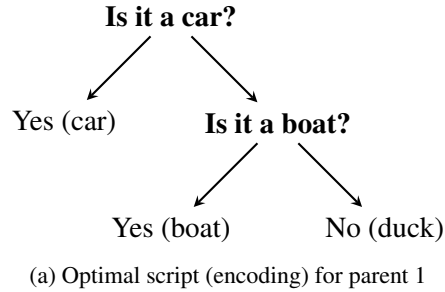 Is it a car?
Yes (car)
Is it a boat?
Yes (boat) No (duck)
(a) Optimal script (encoding) for parent 1